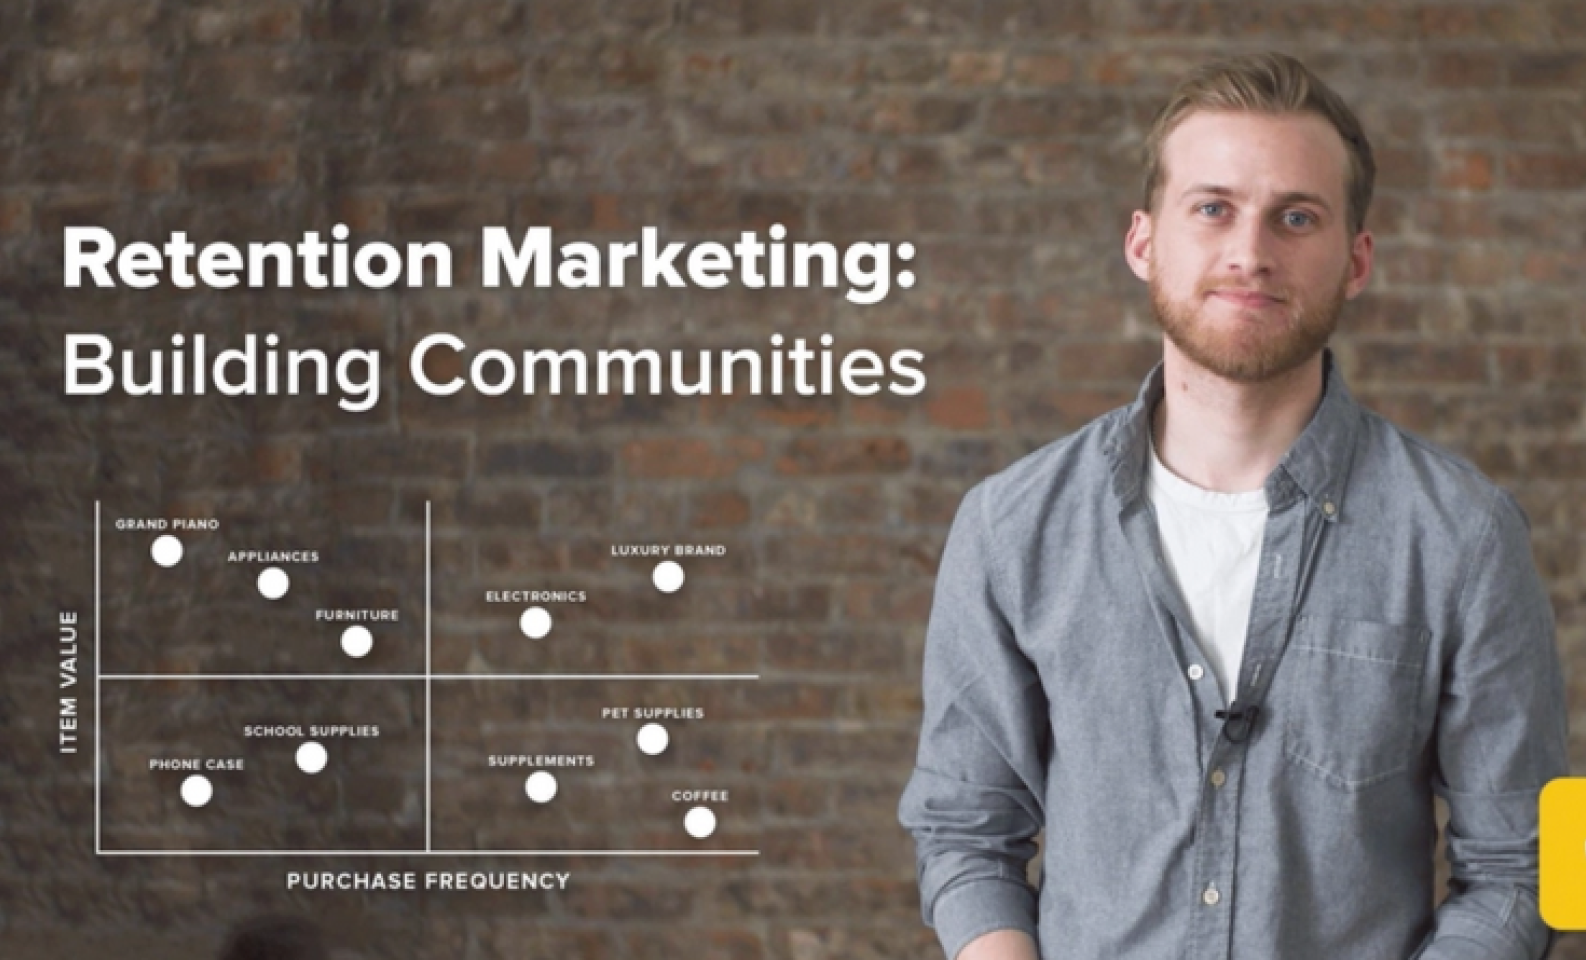 Retention Marketing:
Building Communities
GRAND PIANO
APPLIANCES
FURNITURE
LUXURY BRAND
ELECTRONICS
SCHOOL SUPPLIES
PHONE CASE
PET SUPPLIES
SUPPLEMENTS
COFFEE
ITEM VALUE
PURCHASE FREQUENCY